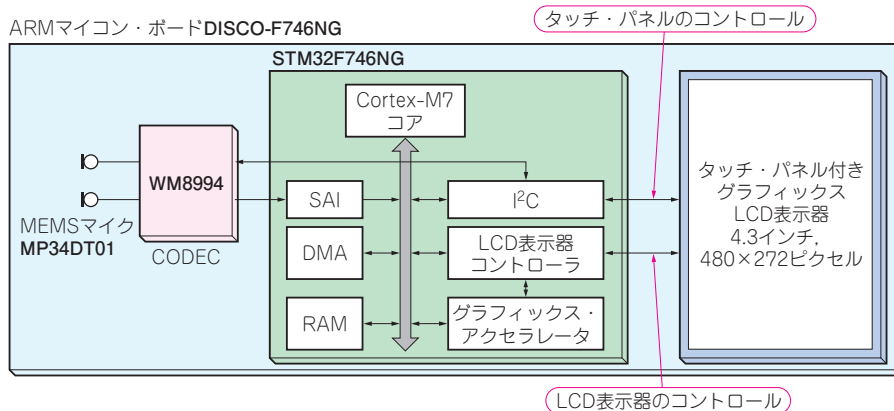 ARMマイコン・ボードDISCO-F746NG
タッチ・パネルのコントロール
STM32F746NG
Cortex-M7
コア
WM8994
CODEC
MEMSマイク
MP34DT01
SAI
DMA
RAM
I²C
LCD表示器
コントローラ
グラフィックス・
アクセラレータ
タッチ・パネル付き
グラフィックス
LCD表示器
4.3インチ,
480×272ピクセル
LCD表示器のコントロール